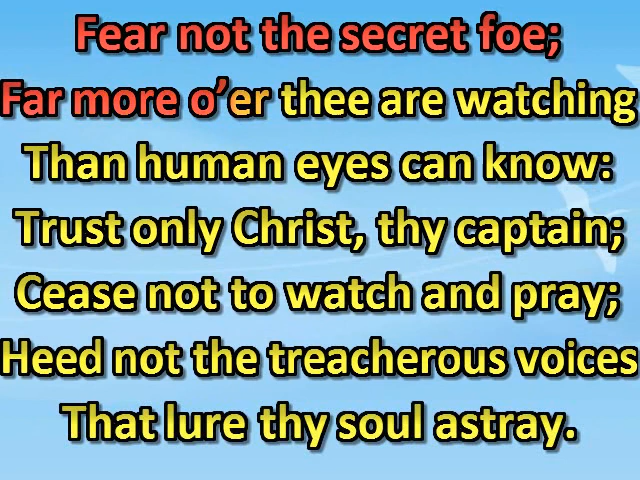 Fear not the secret foe;
Far more o’er thee are watching
Than human eyes can know:
Trust only Christ, thy captain;
Cease not to watch and pray;
Heed not the treacherous voices
That lure thy soul astray.